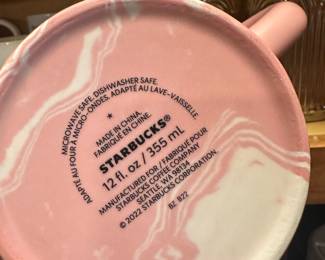 MICROWAVE SAFE. DISHWASHER SAFE.
ADAPTÉ AU FOUR À MICRO-ONDES. ADAPTÉ AU LAVE-VAISSELLE.
MADE IN CHINA.
FABRIQUÉ EN CHINE.
STARBUCKS®
12 fl. oz / 355 mL
MANUFACTURED FOR / FABRIQUÉ POUR
STARBUCKS COFFEE COMPANY
SEATTLE, WA 98134
© 2022 STARBUCKS CORPORATION.
BZ B22